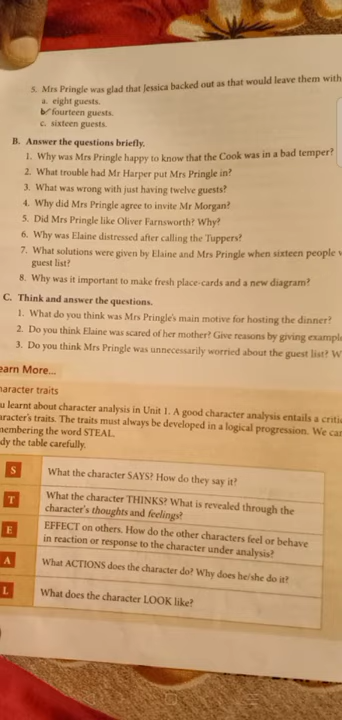 5. Mrs Pringle was glad that Jessica backed out as that would leave them with
a. eight guests.
b. fourteen guests.
c. sixteen guests.
B. Answer the questions briefly.
1. Why was Mrs Pringle happy to know that the Cook was in a bad temper?
2. What trouble had Mr Harper put Mrs Pringle in?
3. What was wrong with just having twelve guests?
4. Why did Mrs Pringle agree to invite Mr Morgan?
5. Did Mrs Pringle like Oliver Farnsworth? Why?
6. Why was Elaine distressed after calling the Tuppers?
7. What solutions were given by Elaine and Mrs Pringle when sixteen people
guest list?
8. Why was it important to make fresh place-cards and a new diagram?
C. Think and answer the questions.
1. What do you think was Mrs Pringle's main motive for hosting the dinner?
2. Do you think Elaine was scared of her mother? Give reasons by giving
3. Do you think Mrs Pringle was unnecessarily worried about the guest list?
earn More...
aracter traits
u learnt about character analysis in Unit 1. A good character analysis entails a
aracter's traits. The traits must always be developed in a logical progression. We
membering the word STEAL.
dy the table carefully.
S What the character SAYS? How do they say it?
T What the character THINKS? What is revealed through the
character's thoughts and feelings?
E EFFECT on others. How do the other characters feel or behave
in reaction or response to the character under analysis?
A What ACTIONS does the character do? Why does he/she do it?
L What does the character LOOK like?